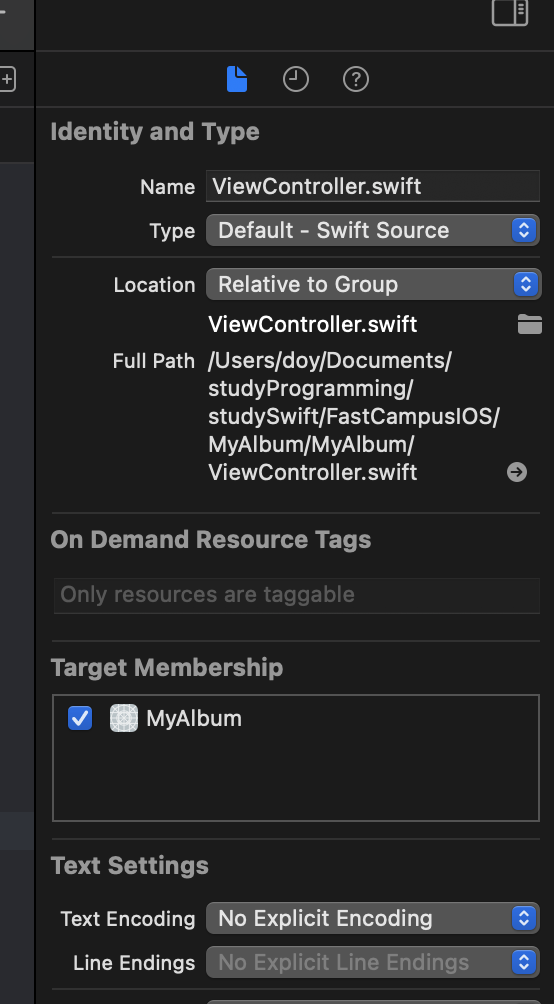 Identity and Type
Name ViewController.swift
Type Default - Swift Source
Location Relative to Group
ViewController.swift
Full Path /Users/doy/Documents/
studyProgramming/
studySwift/FastCampusIOS/
MyAlbum/MyAlbum/
ViewController.swift
On Demand Resource Tags
Only resources are taggable
Target Membership
MyAlbum
Text Settings
Text Encoding No Explicit Encoding
Line Endings No Explicit Line Endings